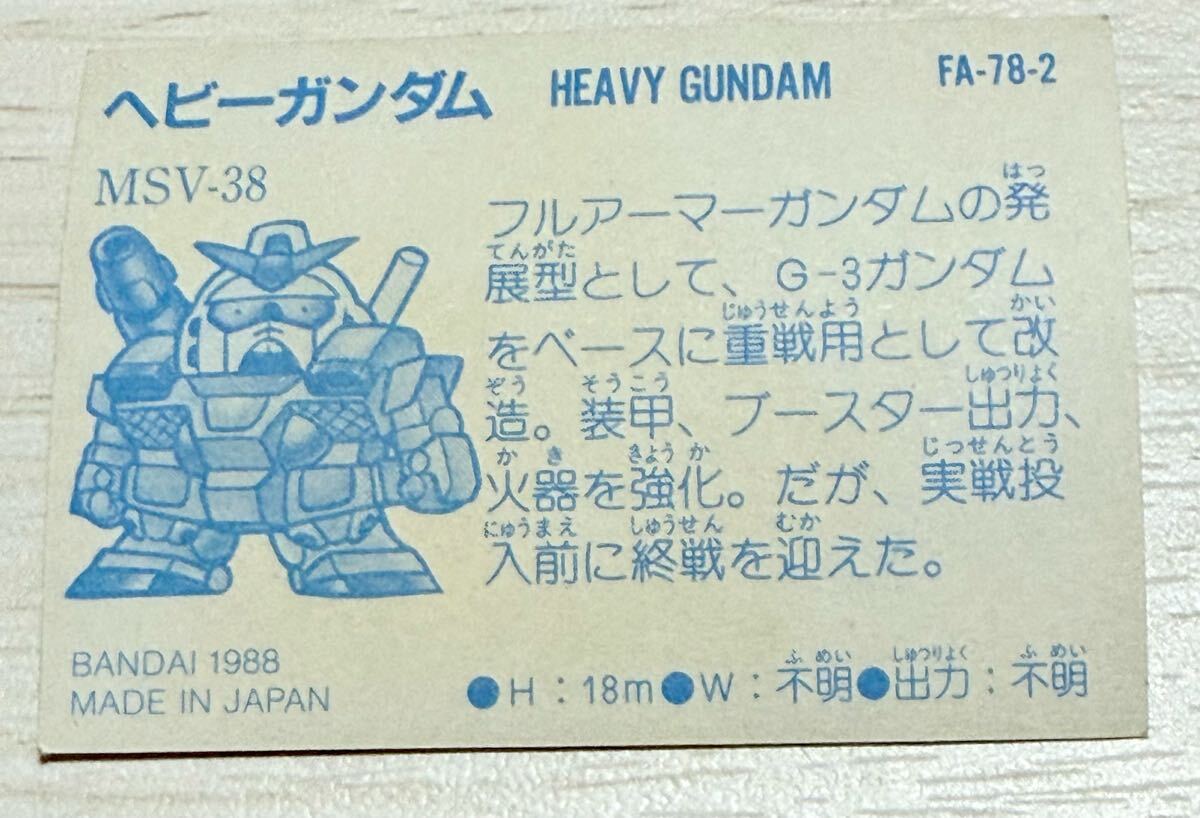 ヘビーガンダム HEAVY GUNDAM FA-78-2
MSV-38
フルアーマーガンダムの発
展型として、G-3ガンダム
をベースに重戦用として改
造。装甲、ブースター出力、
火器を強化。だが、実戦投
入前に終戦を迎えた。
BANDAI 1988
MADE IN JAPAN
●H：18m●W：不明●出力：不明
はつ
てんがた
じゅうせんよう かい
ぞう そうこう しゅつりょく
かき きょうか じっせんとう
にゅうまえ しゅうせん むか
ふめい しゅつりょく ふめい